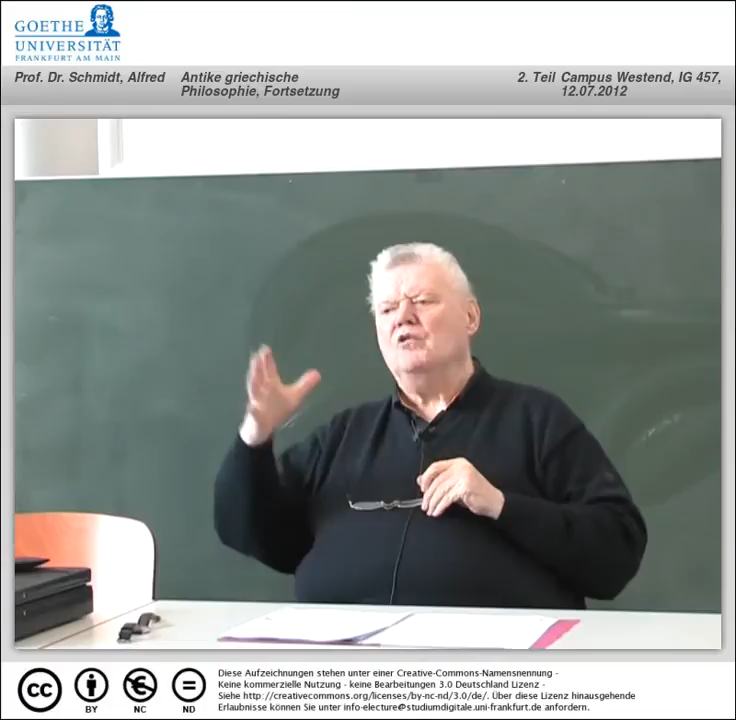 GOETHE
UNIVERSITÄT
FRANKFURT AM MAIN
Prof. Dr. Schmidt, Alfred Antike griechische Philosophie, Fortsetzung 2. Teil Campus Westend, IG 457, 12.07.2012
cc BY NC ND
Diese Aufzeichnungen stehen unter einer Creative-Commons-Namensnennung -
Keine kommerzielle Nutzung - keine Bearbeitungen 3.0 Deutschland Lizenz -
Siehe http://creativecommons.org/licenses/by-nc-nd/3.0/de/. Über diese Lizenz hinausgehende
Erlaubnisse können Sie unter info-electure@studiumdigitale.uni-frankfurt.de anfordern.